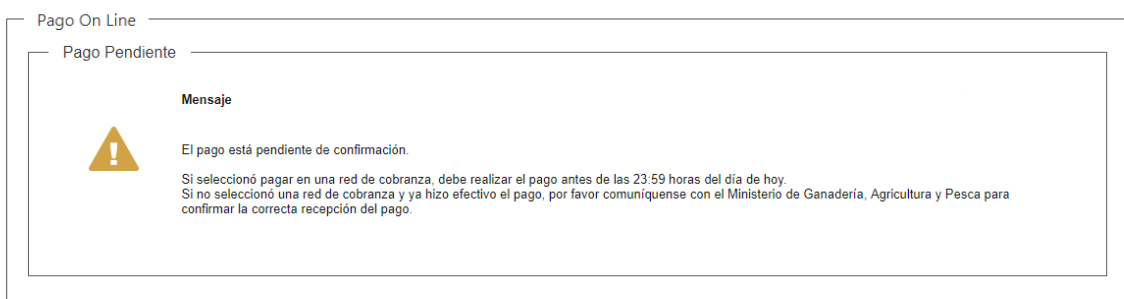 Pago On Line
Pago Pendiente
Mensaje
El pago está pendiente de confirmación.
Si seleccionó pagar en una red de cobranza, debe realizar el pago antes de las 23:59 horas del día de hoy.
Si no seleccionó una red de cobranza y ya hizo efectivo el pago, por favor comuníquense con el Ministerio de Ganadería, Agricultura y Pesca para
confirmar la correcta recepción del pago.